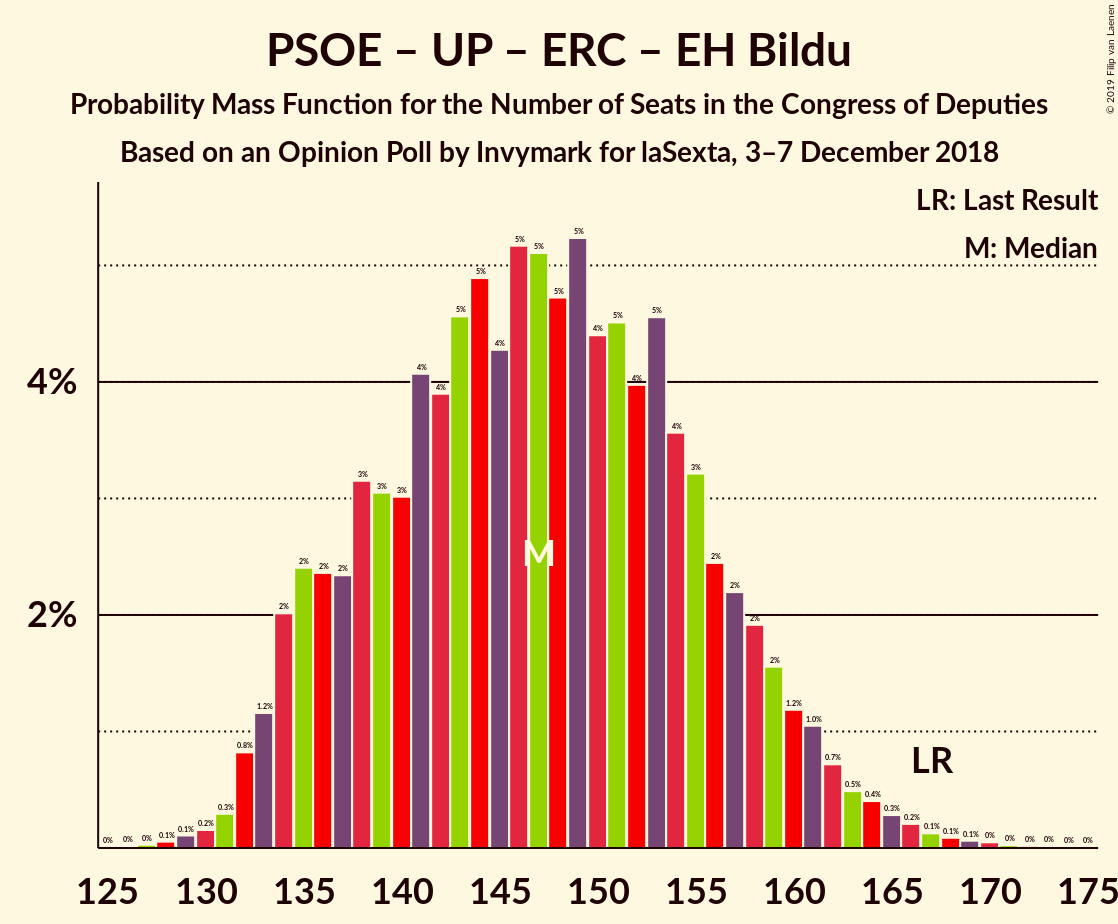 PSOE – UP – ERC – EH Bildu
Probability Mass Function for the Number of Seats in the Congress of Deputies
Based on an Opinion Poll by Invymark for laSexta, 3–7 December 2018
© 2019 Filip van Laenen
LR: Last Result
M: Median
4%
2%
0% 0% 0% 0.1% 0.1% 0.2% 0.3% 0.8% 1.2% 2% 2% 2% 2% 3% 3% 3% 4% 4% 5% 5% 4% 5% 5% 5% 5% 4% 5% 4% 5% 4% 3% 2% 2% 2% 2% 1.2% 1.0% 0.7% 0.5% 0.4% 0.3% 0.2% 0.1% 0.1% 0.1% 0% 0% 0% 0% 0% 0%
M
LR
125 130 135 140 145 150 155 160 165 170 175